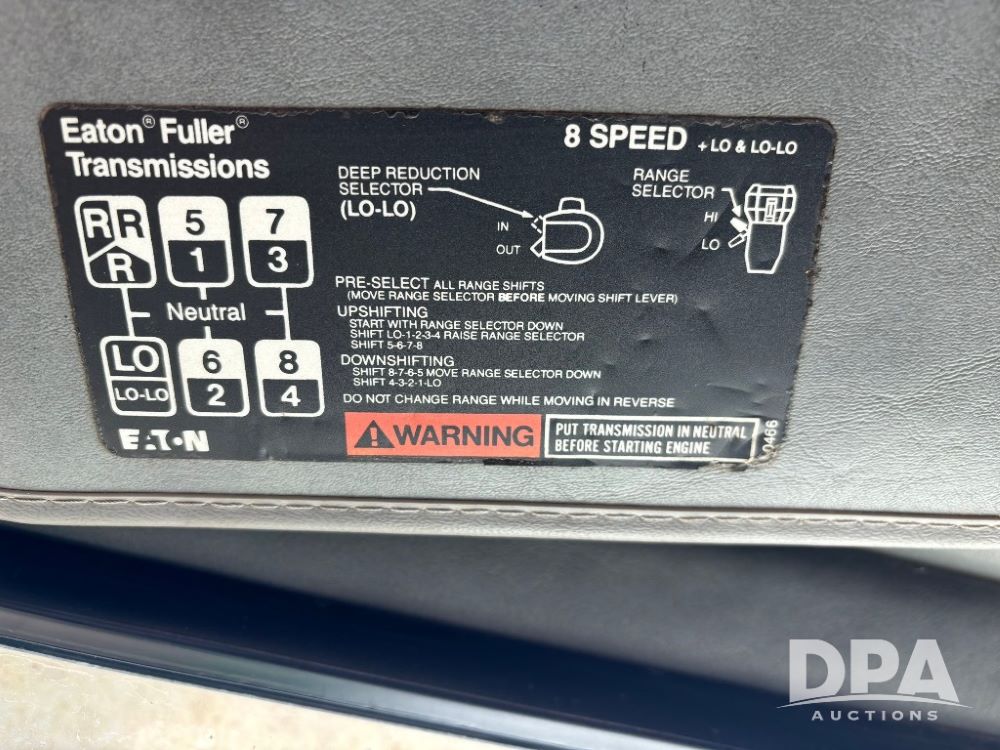 Eaton® Fuller®
Transmissions
8 SPEED + LO & LO-LO
DEEP REDUCTION
SELECTOR
(LO-LO)
IN
OUT
RANGE
SELECTOR
HI
LO
R R
R
5
1
7
3
Neutral
LO
LO-LO
6
2
8
4
PRE-SELECT ALL RANGE SHIFTS
(MOVE RANGE SELECTOR BEFORE MOVING SHIFT LEVER)
UPSHIFTING
START WITH RANGE SELECTOR DOWN
SHIFT LO-1-2-3-4 RAISE RANGE SELECTOR
SHIFT 5-6-7-8
DOWNSHIFTING
SHIFT 8-7-6-5 MOVE RANGE SELECTOR DOWN
SHIFT 4-3-2-1-LO
DO NOT CHANGE RANGE WHILE MOVING IN REVERSE
EATON
WARNING
PUT TRANSMISSION IN NEUTRAL
BEFORE STARTING ENGINE
DPA
AUCTIONS